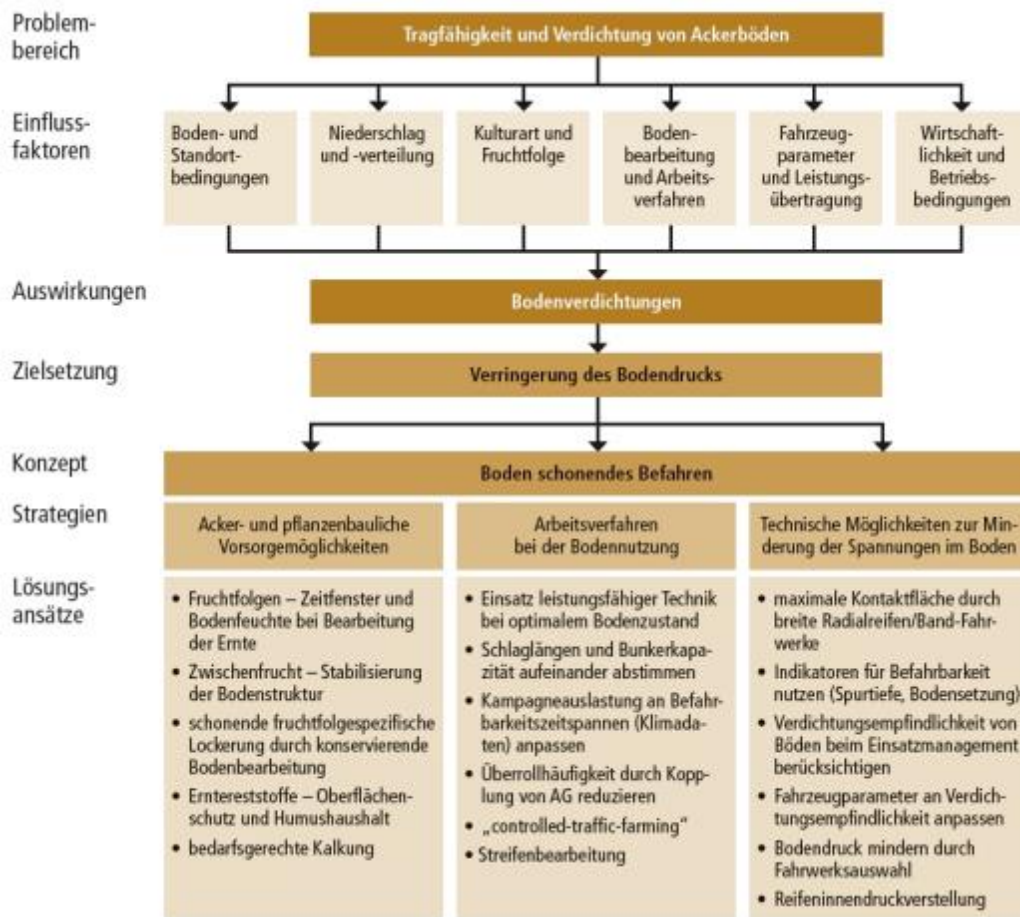 Problem-
bereich
Tragfähigkeit und Verdichtung von Ackerböden
Einfluss-
faktoren
Boden- und
Standort-
bedingungen
Niederschlag
und -verteilung
Kulturart und
Fruchtfolge
Boden-
bearbeitung
und Arbeits-
verfahren
Fahrzeug-
parameter
und Leistungs-
übertragung
Wirtschaft-
lichkeit und
Betriebs-
bedingungen
Auswirkungen
Bodenverdichtungen
Zielsetzung
Verringerung des Bodendrucks
Konzept
Boden schonendes Befahren
Strategien
Acker- und pflanzenbauliche
Vorsorgemöglichkeiten
Arbeitsverfahren
bei der Bodennutzung
Technische Möglichkeiten zur Min-
derung der Spannungen im Boden
Lösungs-
ansätze
• Fruchtfolgen – Zeitfenster und
Bodenfeuchte bei Bearbeitung
der Ernte
• Zwischenfrucht – Stabilisierung
der Bodenstruktur
• schonende fruchtfolgespezifische
Lockerung durch konservierende
Bodenbearbeitung
• Erntereststoffe – Oberflächen-
schutz und Humushaushalt
• bedarfsgerechte Kalkung
• Einsatz leistungsfähiger Technik
bei optimalem Bodenzustand
• Schlaglängen und Bunkerkapa-
zität aufeinander abstimmen
• Kampagneauslastung an Befahr-
barkeitszeitspannen (Klimada-
ten) anpassen
• Überrollhäufigkeit durch Kopp-
lung von AG reduzieren
• „controlled-traffic-farming“
• Streifenbearbeitung
• maximale Kontaktfläche durch
breite Radialreifen/Band-Fahr-
werke
• Indikatoren für Befahrbarkeit
nutzen (Spurtiefe, Bodensetzung)
• Verdichtungsempfindlichkeit von
Böden beim Einsatzmanagement
berücksichtigen
• Fahrzeugparameter an Verdich-
tungsempfindlichkeit anpassen
• Bodendruck mindern durch
Fahrwerksauswahl
• Reifeninnendruckverstellung